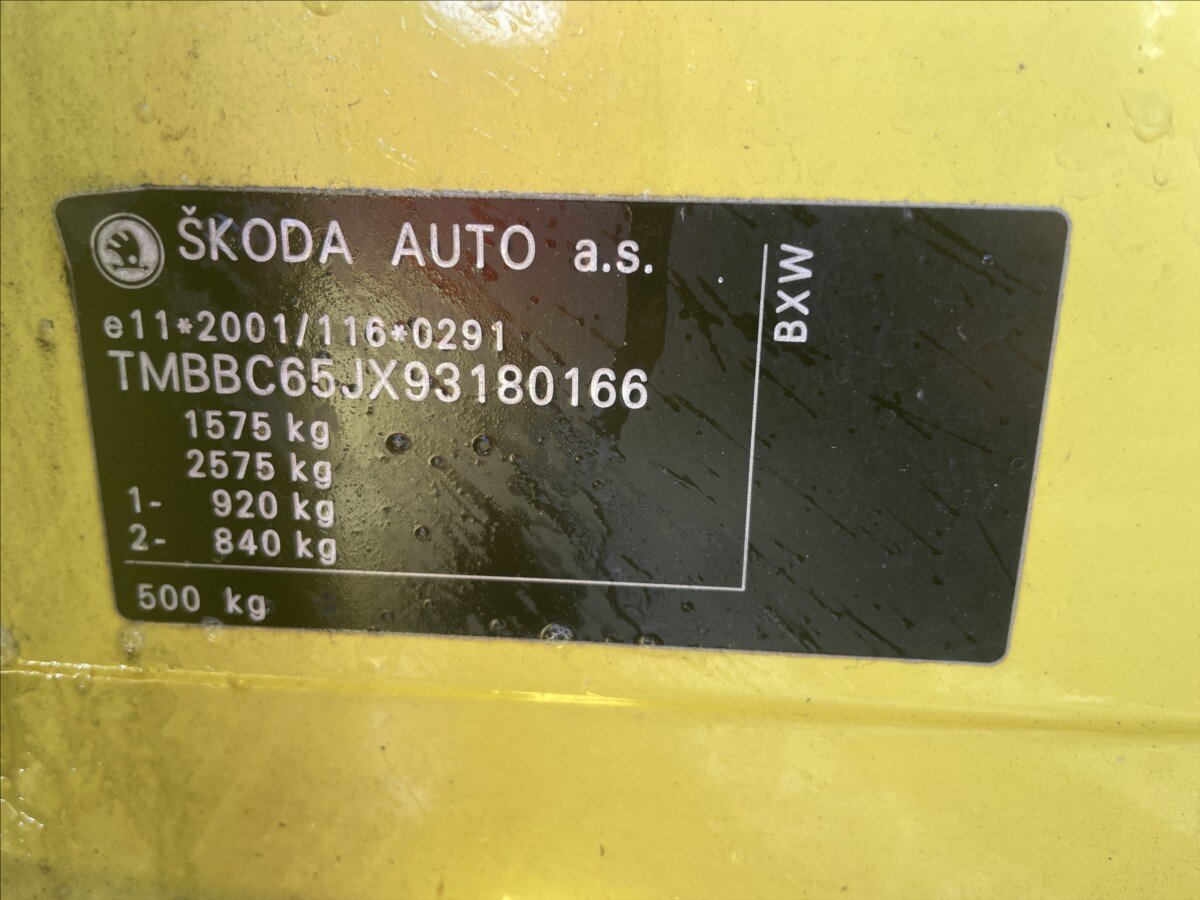 ŠKODA AUTO a.s.
e11*2001/116*0291
TMBBC65JX93180166
1575 kg
2575 kg
1- 920 kg
2- 840 kg
500 kg
BXW